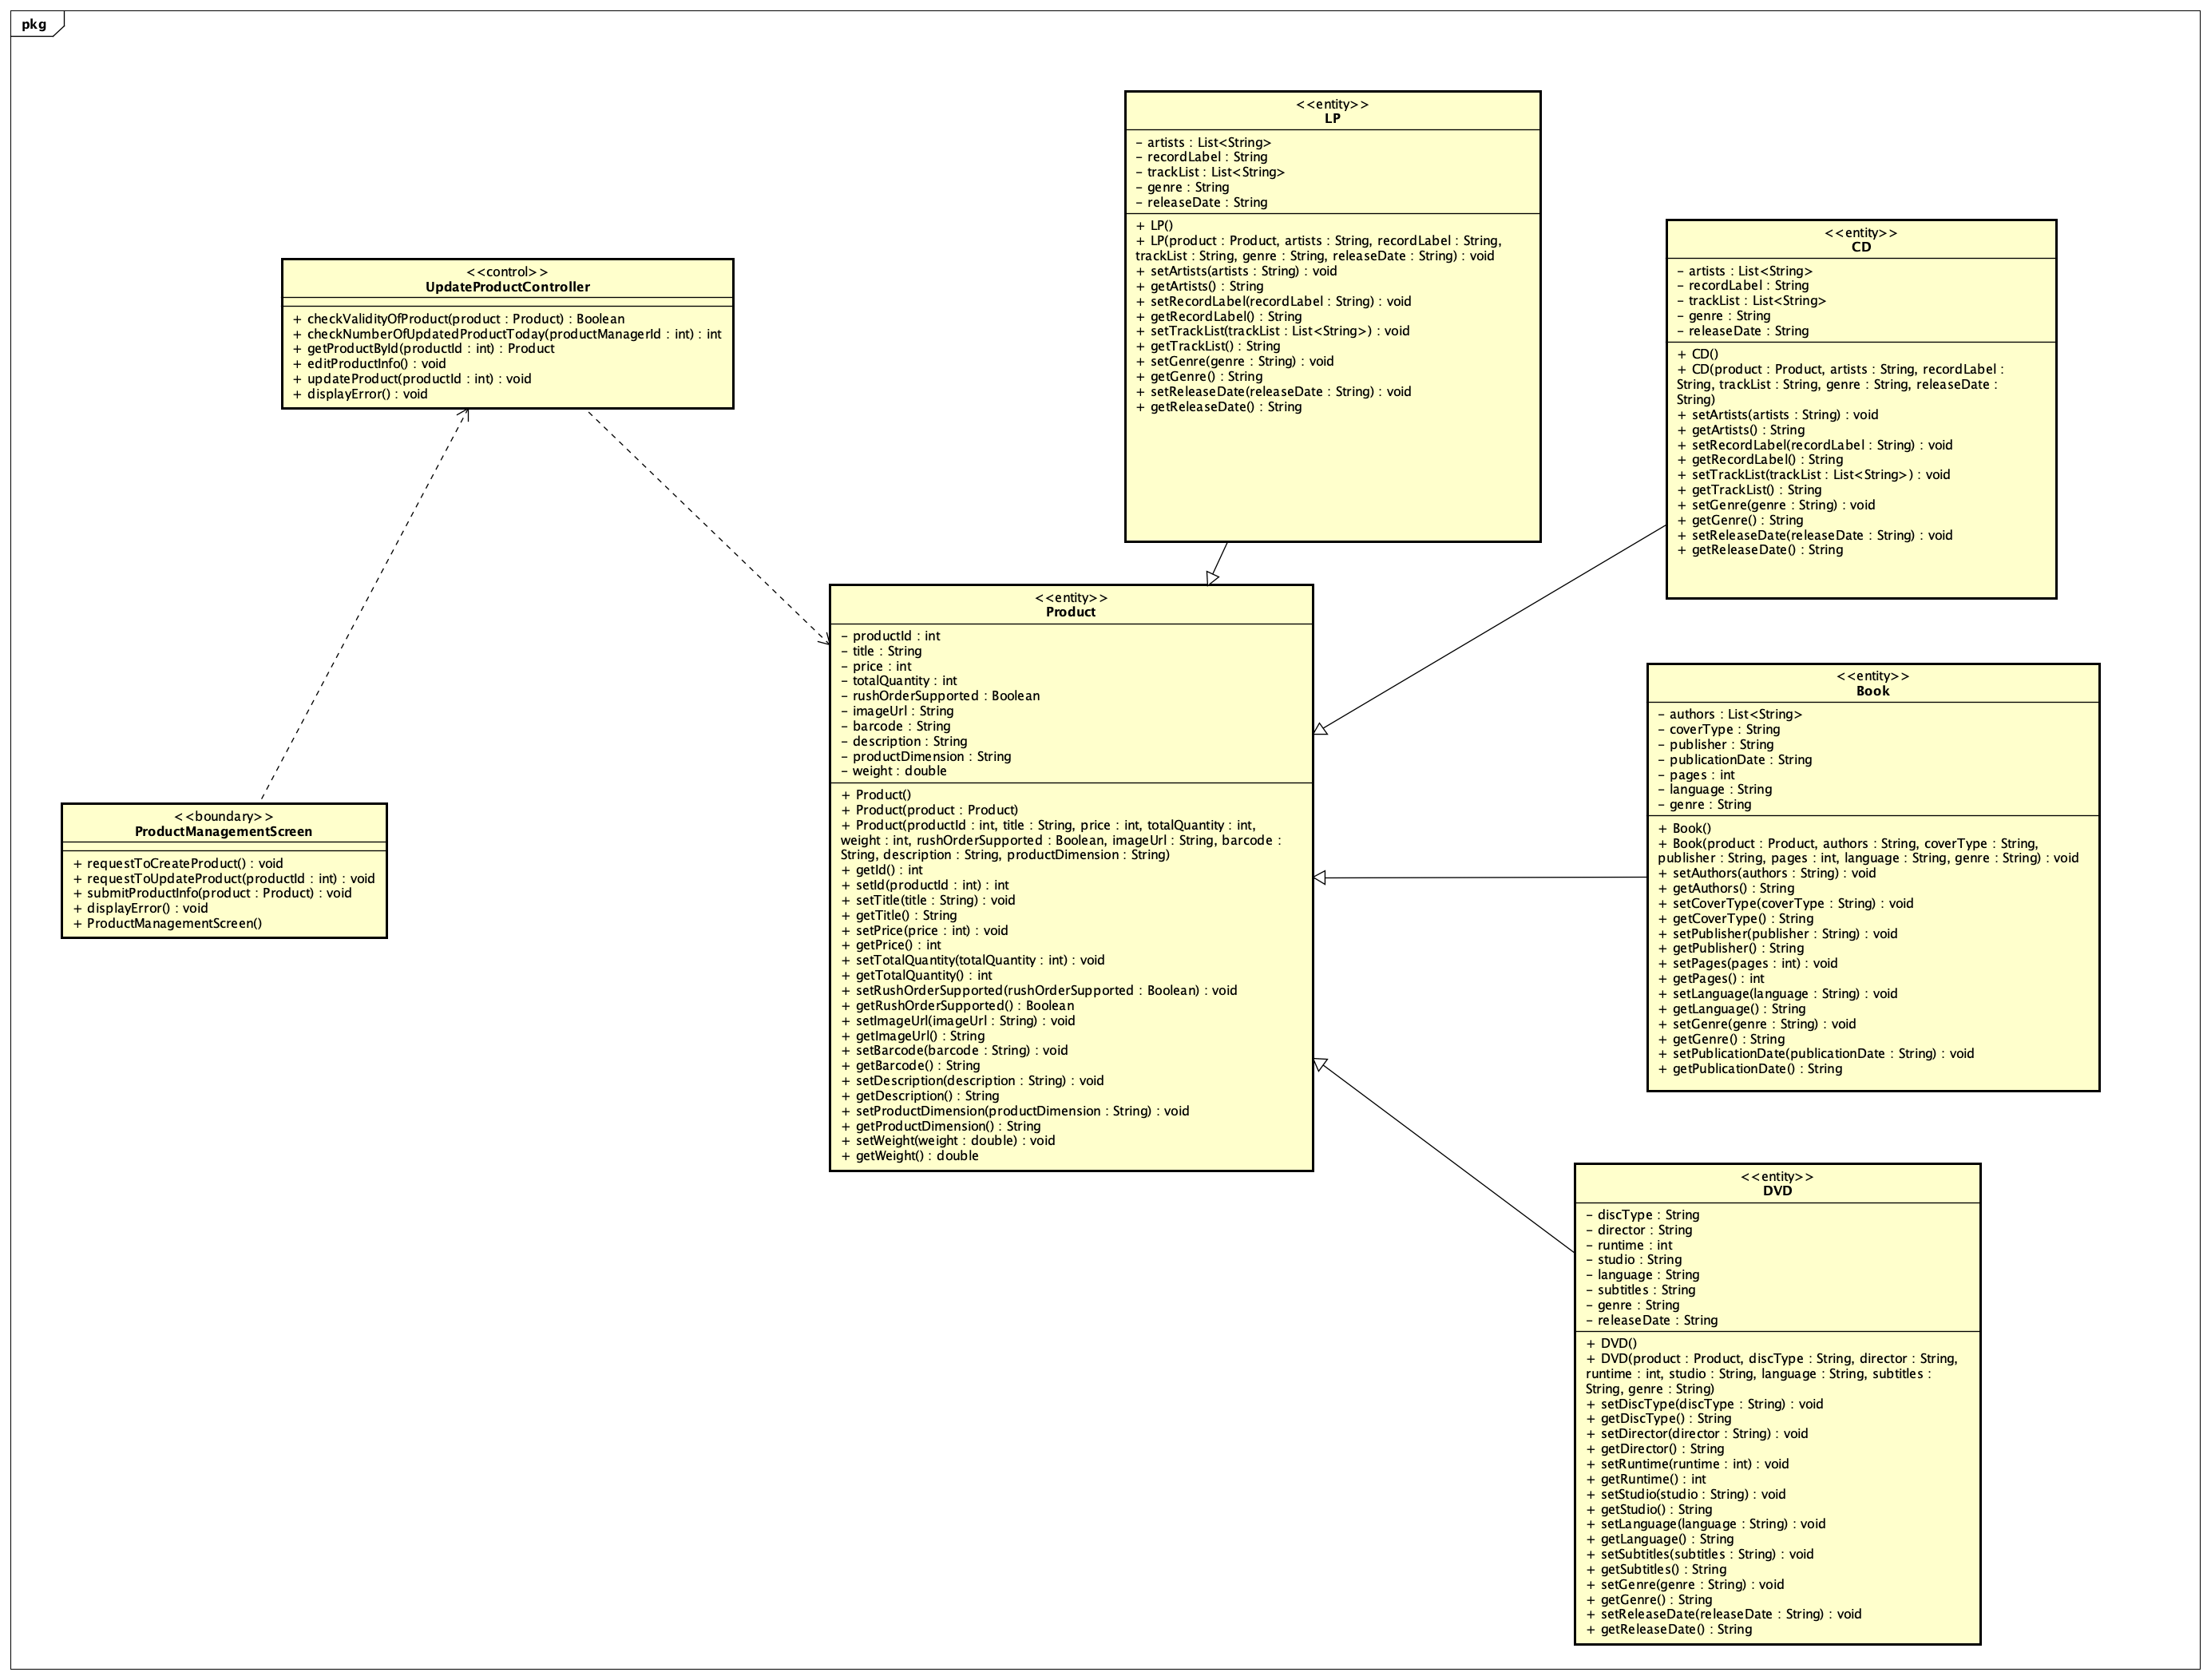 pkg
<<entity>>
LP
– artists : List<String>
– recordLabel : String
– trackList : List<String>
– genre : String
– releaseDate : String
+ LP()
+ LP(product : Product, artists : String, recordLabel : String,
trackList : String, genre : String, releaseDate : String) : void
+ setArtists(artists : String) : void
+ getArtists() : String
+ setRecordLabel(recordLabel : String) : void
+ getRecordLabel() : String
+ setTrackList(trackList : List<String>) : void
+ getTrackList() : String
+ setGenre(genre : String) : void
+ getGenre() : String
+ setReleaseDate(releaseDate : String) : void
+ getReleaseDate() : String
<<entity>>
CD
– artists : List<String>
– recordLabel : String
– trackList : List<String>
– genre : String
– releaseDate : String
+ CD()
+ CD(product : Product, artists : String, recordLabel :
String, trackList : String, genre : String, releaseDate :
String)
+ setArtists(artists : String) : void
+ getArtists() : String
+ setRecordLabel(recordLabel : String) : void
+ getRecordLabel() : String
+ setTrackList(trackList : List<String>) : void
+ getTrackList() : String
+ setGenre(genre : String) : void
+ getGenre() : String
+ setReleaseDate(releaseDate : String) : void
+ getReleaseDate() : String
<<control>>
UpdateProductController
+ checkValidityOfProduct(product : Product) : Boolean
+ checkNumberOfUpdatedProductToday(productManagerId : int) : int
+ getProductById(productId : int) : Product
+ editProductInfo() : void
+ updateProduct(productId : int) : void
+ displayError() : void
<<entity>>
Product
– productId : int
– title : String
– price : int
– totalQuantity : int
– rushOrderSupported : Boolean
– imageUrl : String
– barcode : String
– description : String
– productDimension : String
– weight : double
+ Product()
+ Product(product : Product)
+ Product(productId : int, title : String, price : int, totalQuantity : int,
weight : int, rushOrderSupported : Boolean, imageUrl : String, barcode :
String, description : String, productDimension : String)
+ getId() : int
+ setId(productId : int) : int
+ setTitle(title : String) : void
+ getTitle() : String
+ setPrice(price : int) : void
+ getPrice() : int
+ setTotalQuantity(totalQuantity : int) : void
+ getTotalQuantity() : int
+ setRushOrderSupported(rushOrderSupported : Boolean) : void
+ getRushOrderSupported() : Boolean
+ setImageUrl(imageUrl : String) : void
+ getImageUrl() : String
+ setBarcode(barcode : String) : void
+ getBarcode() : String
+ setDescription(description : String) : void
+ getDescription() : String
+ setProductDimension(productDimension : String) : void
+ getProductDimension() : String
+ setWeight(weight : double) : void
+ getWeight() : double
<<entity>>
Book
– authors : List<String>
– coverType : String
– publisher : String
– publicationDate : String
– pages : int
– language : String
– genre : String
+ Book()
+ Book(product : Product, authors : String, coverType : String,
publisher : String, pages : int, language : String, genre : String) : void
+ setAuthors(authors : String) : void
+ getAuthors() : String
+ setCoverType(coverType : String) : void
+ getCoverType() : String
+ setPublisher(publisher : String) : void
+ getPublisher() : String
+ setPages(pages : int) : void
+ getPages() : int
+ setLanguage(language : String) : void
+ getLanguage() : String
+ setGenre(genre : String) : void
+ getGenre() : String
+ setPublicationDate(publicationDate : String) : void
+ getPublicationDate() : String
<<boundary>>
ProductManagementScreen
+ requestToCreateProduct() : void
+ requestToUpdateProduct(productId : int) : void
+ submitProductInfo(product : Product) : void
+ displayError() : void
+ ProductManagementScreen()
<<entity>>
DVD
– discType : String
– director : String
– runtime : int
– studio : String
– language : String
– subtitles : String
– genre : String
– releaseDate : String
+ DVD()
+ DVD(product : Product, discType : String, director : String,
runtime : int, studio : String, language : String, subtitles :
String, genre : String)
+ setDiscType(discType : String) : void
+ getDiscType() : String
+ setDirector(director : String) : void
+ getDirector() : String
+ setRuntime(runtime : int) : void
+ getRuntime() : int
+ setStudio(studio : String) : void
+ getStudio() : String
+ setLanguage(language : String) : void
+ getLanguage() : String
+ setSubtitles(subtitles : String) : void
+ getSubtitles() : String
+ setGenre(genre : String) : void
+ getGenre() : String
+ setReleaseDate(releaseDate : String) : void
+ getReleaseDate() : String